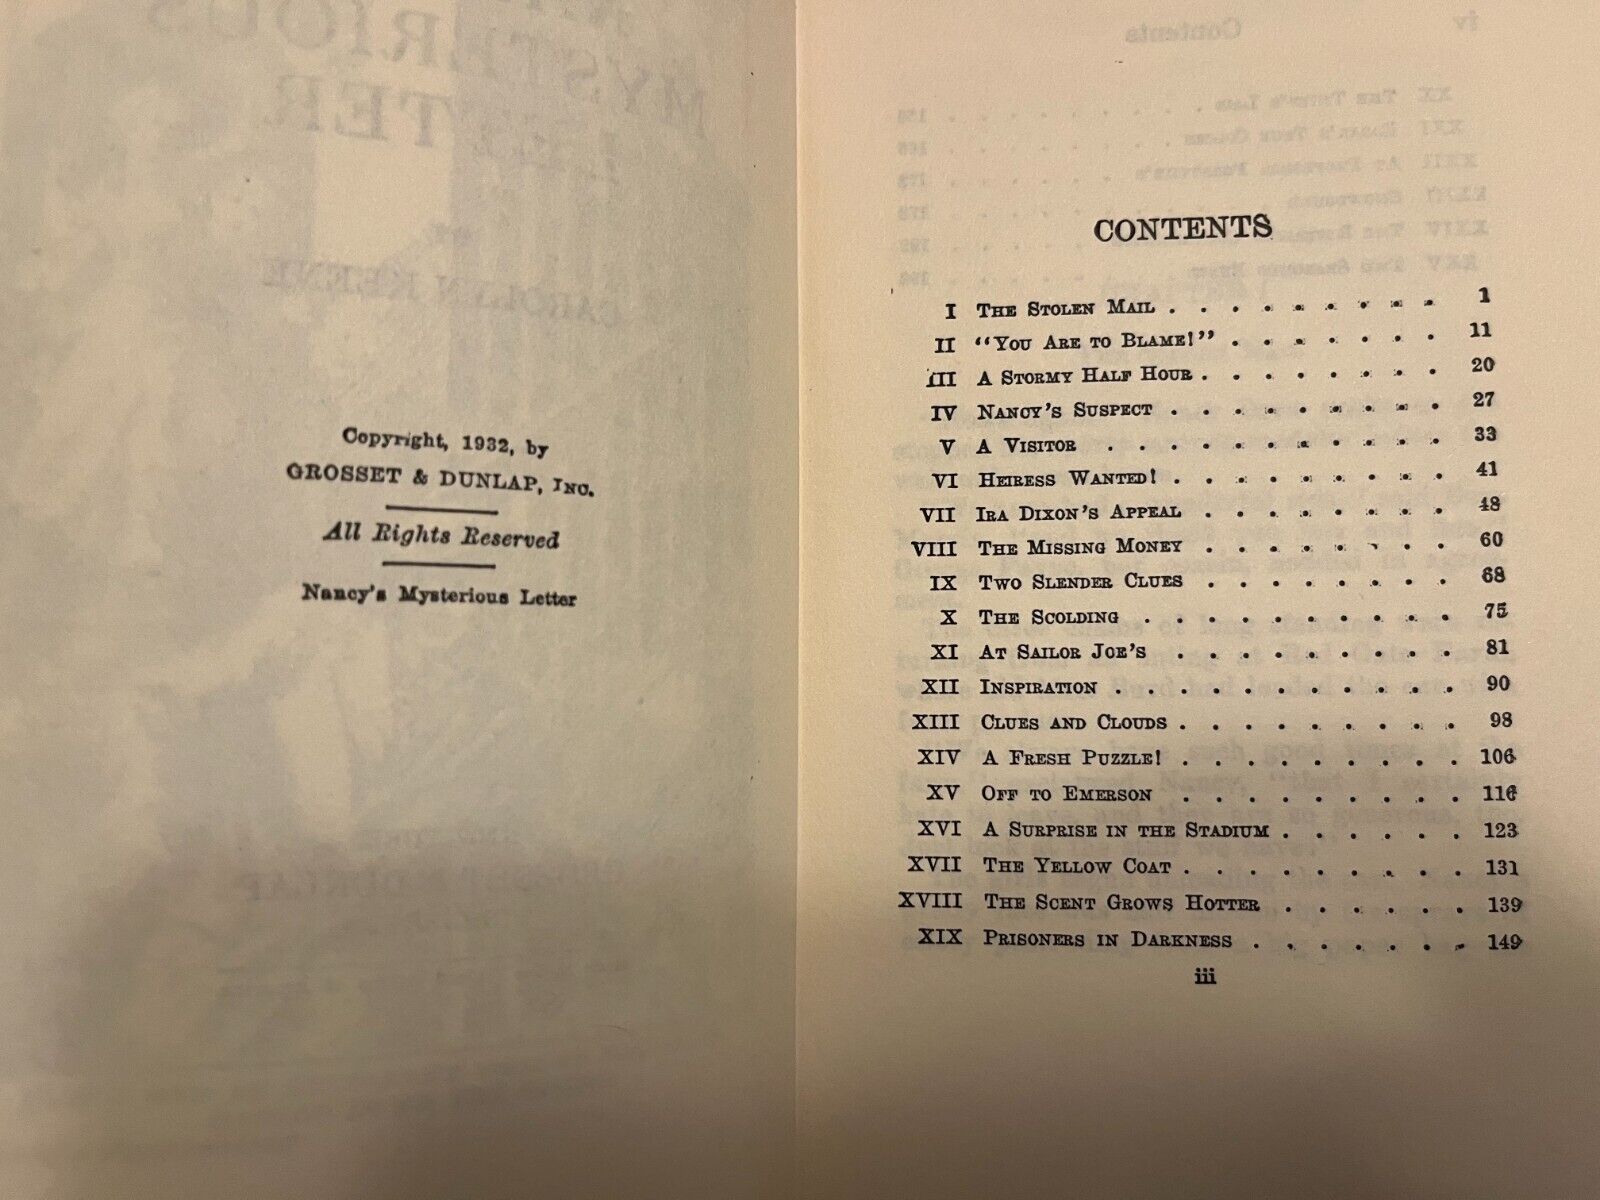 Copyright, 1932, by
GROSSET & DUNLAP, INC.
All Rights Reserved
Nancy's Mysterious Letter
CONTENTS
I THE STOLEN MAIL . . . . . . . . . 1
II "YOU ARE TO BLAME!" . . . . . . . 11
III A STORMY HALF HOUR . . . . . . . . 20
IV NANCY'S SUSPECT . . . . . . . . . 27
V A VISITOR . . . . . . . . . . . 33
VI HEIRESS WANTED! . . . . . . . . . 41
VII IRA DIXON'S APPEAL . . . . . . . . 48
VIII THE MISSING MONEY . . . . . . . . 60
IX TWO SLENDER CLUES . . . . . . . . 68
X THE SCOLDING . . . . . . . . . . 75
XI AT SAILOR JOE'S . . . . . . . . . 81
XII INSPIRATION . . . . . . . . . . . 90
XIII CLUES AND CLOUDS . . . . . . . . . 98
XIV A FRESH PUZZLE! . . . . . . . . . 106
XV OFF TO EMERSON . . . . . . . . . 116
XVI A SURPRISE IN THE STADIUM . . . . . . 123
XVII THE YELLOW COAT . . . . . . . . . 131
XVIII THE SCENT GROWS HOTTER . . . . . . 139
XIX PRISONERS IN DARKNESS . . . . . . . 149
iii